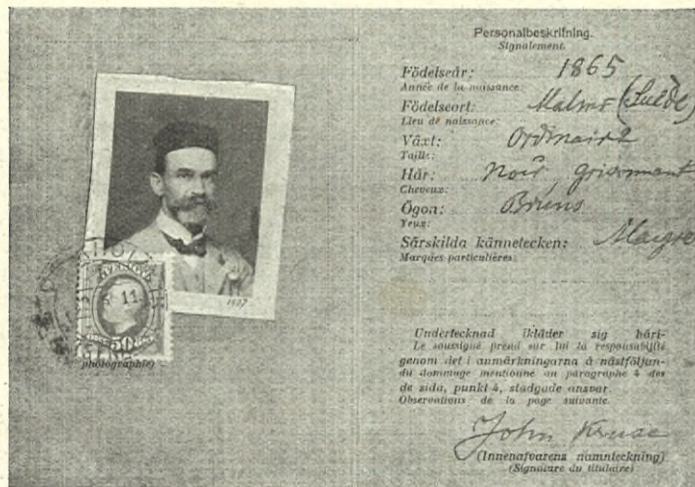 1907
50
photographie)
Personalbeskrifning.
Signalement.
Födelseår: 1865
Année de la naissance:
Födelseort: Malmö (Suède)
Lieu de naissance:
Växt: Ordinaire
Taille:
Hår: Noir grisonnant
Cheveux:
Ögon: Bruns
Yeux:
Särskilda kännetecken: Maigre
Marques particulières:
Undertecknad ikläder sig häri-
Le soussigné prend sur lui la responsabilité
genom det i anmärkningarna å nästföljan-
du dommage mentionné au paragraphe 4 des
de sida, punkt 4, stadgade ansvar.
Observations de la page suivante.
John Kruse
(Innehafvarens namnteckning)
(Signature du titulaire)